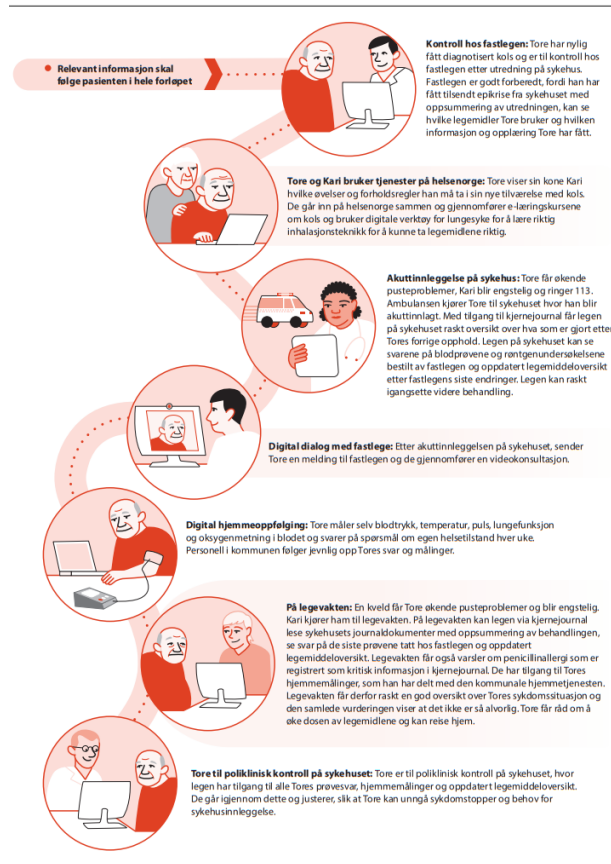 Relevant informasjon skal
følge pasienten i hele forløpet
Kontroll hos fastlegen: Tore har nylig
fått diagnostisert kols og er til kontroll hos
fastlegen etter utredning på sykehus.
Fastlegen er godt forberedt, fordi han har
fått tilsendt epikrise fra sykehuset med
oppsummering av utredningen, kan se
hvilke legemidler Tore bruker og hvilken
informasjon og opplæring Tore har fått.
Tore og Kari bruker tjenester på helsenorge: Tore viser sin kone Kari
hvilke øvelser og forholdsregler han må ta i sin nye tilværelse med kols.
De går inn på helsenorge sammen og gjennomfører e-læringskursene
om kols og bruker digitale verktøy for lungesyke for å lære riktig
inhalasjonsteknikk for å kunne ta legemidlene riktig.
Akuttinnleggelse på sykehus: Tore får økende
pusteproblemer, Kari blir engstelig og ringer 113.
Ambulansen kjører Tore til sykehuset hvor han blir
akuttinnlagt. Med tilgang til kjernejournal får legen
på sykehuset raskt oversikt over hva som er gjort etter
Tores forrige opphold. Legen på sykehuset kan se
svarene på blodprøvene og røntgenundersøkelsene
bestilt av fastlegen og oppdatert legemiddeloversikt
etter fastlegens siste endringer. Legen kan raskt
igangsette videre behandling.
Digital dialog med fastlege: Etter akuttinnleggelsen på sykehuset, sender
Tore en melding til fastlegen og de gjennomfører en videokonsultasjon.
Digital hjemmeoppfølging: Tore måler selv blodtrykk, temperatur, puls, lungefunksjon
og oksygenmetning i blodet og svarer på spørsmål om egen helsetilstand hver uke.
Personell i kommunen følger jevnlig opp Tores svar og målinger.
På legevakten: En kveld får Tore økende pusteproblemer og blir engstelig.
Kari kjører ham til legevakten. På legevakten kan legen via kjernejournal
lese sykehusets journaldokumenter med oppsummering av behandlingen,
se svar på de siste prøvene tatt hos fastlegen og oppdatert
legemiddeloversikt. Legevakten får også varsler om penicillinallergi som er
registrert som kritisk informasjon i kjernejournal. De har tilgang til Tores
hjemmemålinger, som han har delt med den kommunale hjemmetjenesten.
Legevakten får derfor raskt en god oversikt over Tores sykdomssituasjon og
den samlede vurderingen viser at det ikke er så alvorlig. Tore får råd om å
øke dosen av legemidlene og kan reise hjem.
Tore til poliklinisk kontroll på sykehuset: Tore er til poliklinisk kontroll på sykehuset, hvor
legen har tilgang til alle Tores prøvesvar, hjemmemålinger og oppdatert legemiddeloversikt.
De går igjennom dette og justerer, slik at Tore kan unngå sykdomstopper og behov for
sykehusinnleggelse.